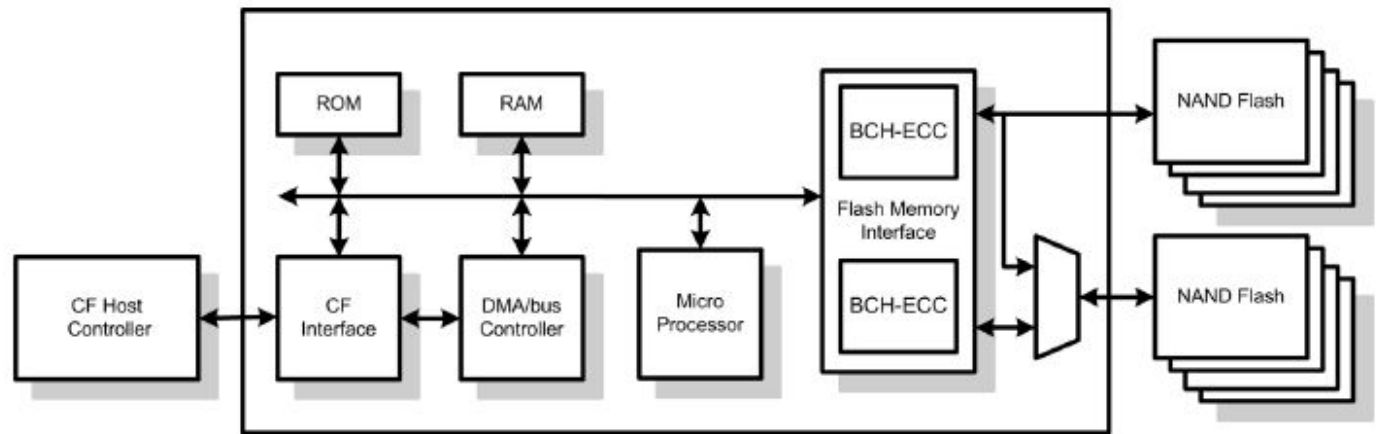 ROM
RAM
BCH-ECC
NAND Flash
Flash Memory
Interface
CF Host
Controller
CF
Interface
DMA/bus
Controller
Micro
Processor
BCH-ECC
NAND Flash